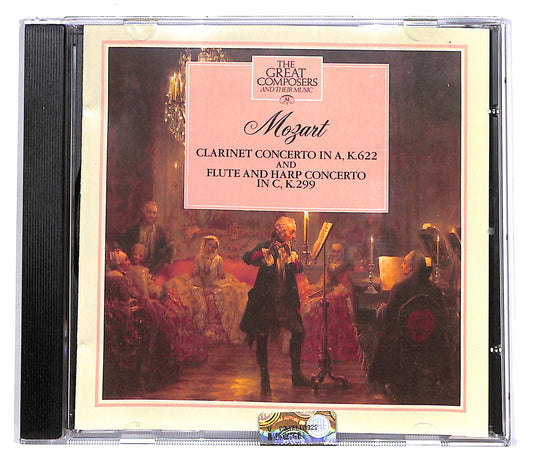 THE
GREAT
COMPOSERS
AND THEIR MUSIC
Mozart
CLARINET CONCERTO IN A, K.622
AND
FLUTE AND HARP CONCERTO
IN C, K.299